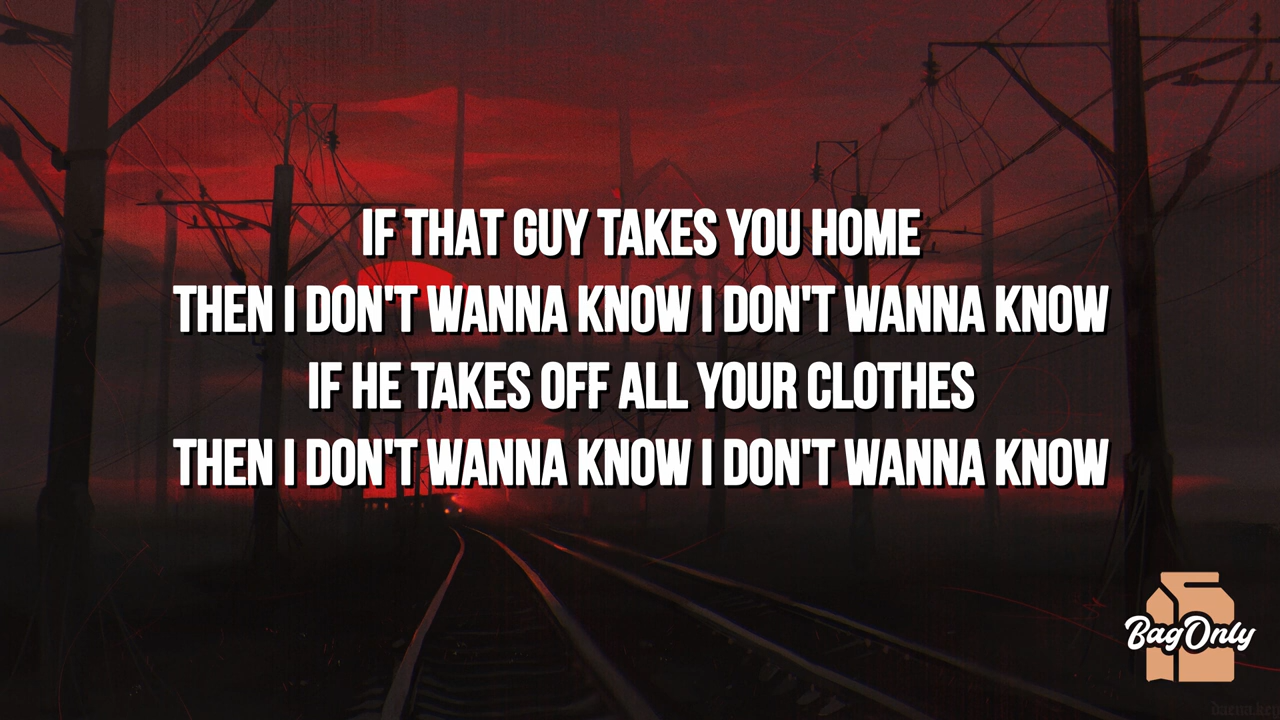 IF THAT GUY TAKES YOU HOME
THEN I DON'T WANNA KNOW I DON'T WANNA KNOW
IF HE TAKES OFF ALL YOUR CLOTHES
THEN I DON'T WANNA KNOW I DON'T WANNA KNOW
BagOnly